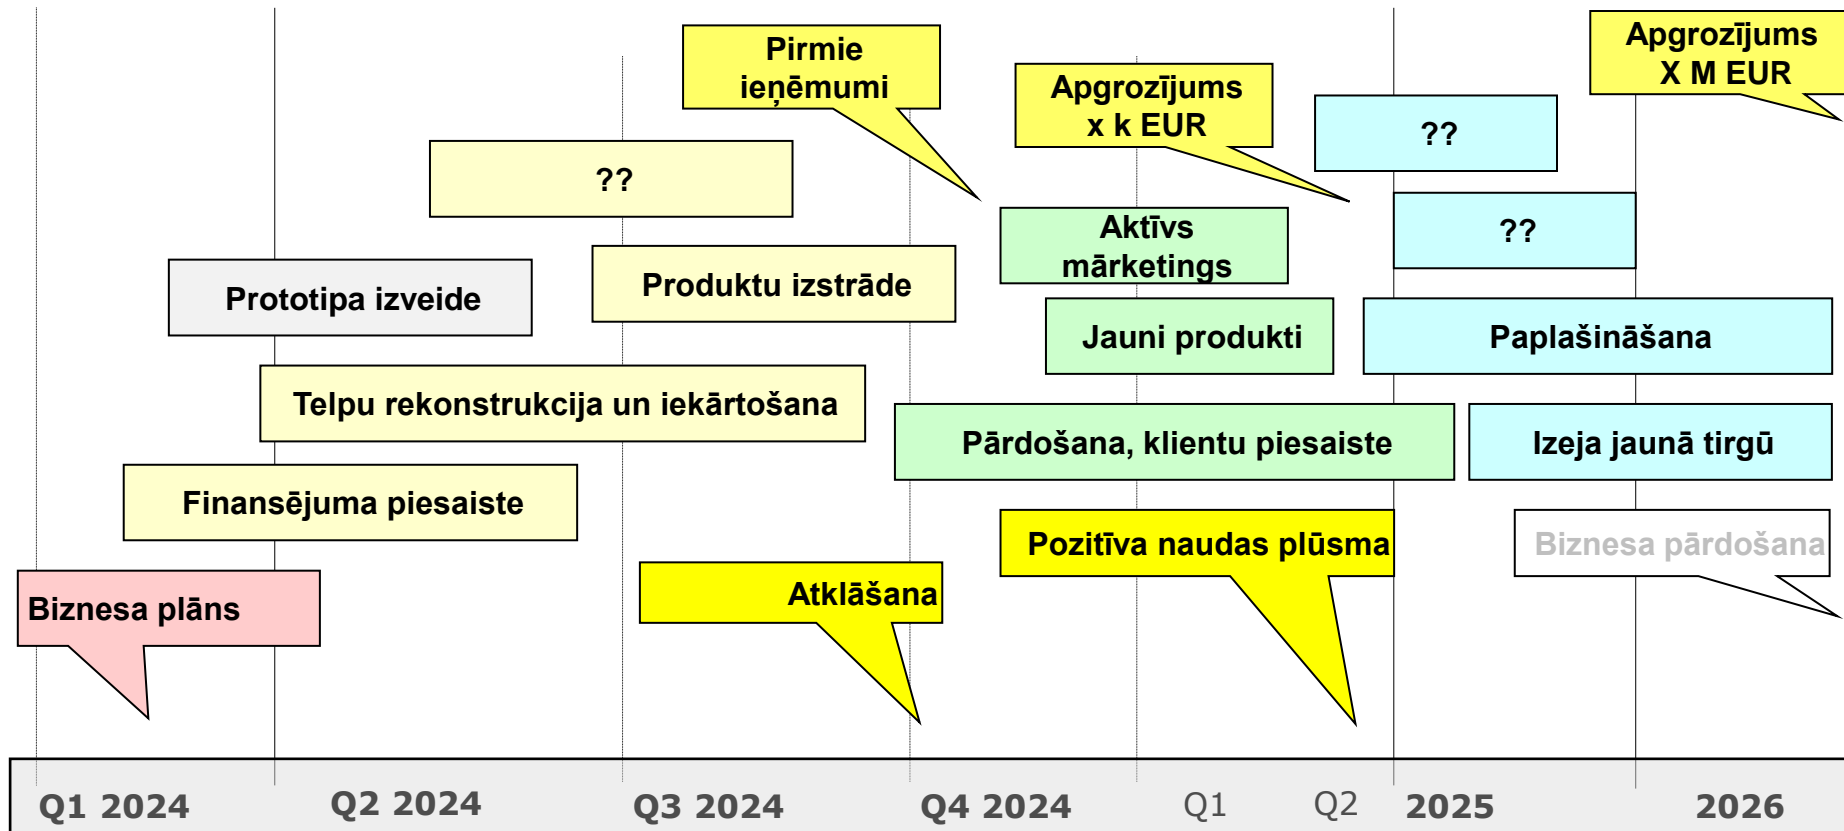 Pirmie
ieņēmumi
Apgrozījums
x k EUR
Apgrozījums
X M EUR
??
??
??
Aktīvs
mārketings
Prototipa izveide
Produktu izstrāde
Jauni produkti
Paplašināšana
Telpu rekonstrukcija un iekārtošana
Pārdošana, klientu piesaiste
Izeja jaunā tirgū
Finansējuma piesaiste
Pozitīva naudas plūsma
Biznesa pārdošana
Biznesa plāns
Atklāšana
Q1 2024
Q2 2024
Q3 2024
Q4 2024
Q1
Q2
2025
2026